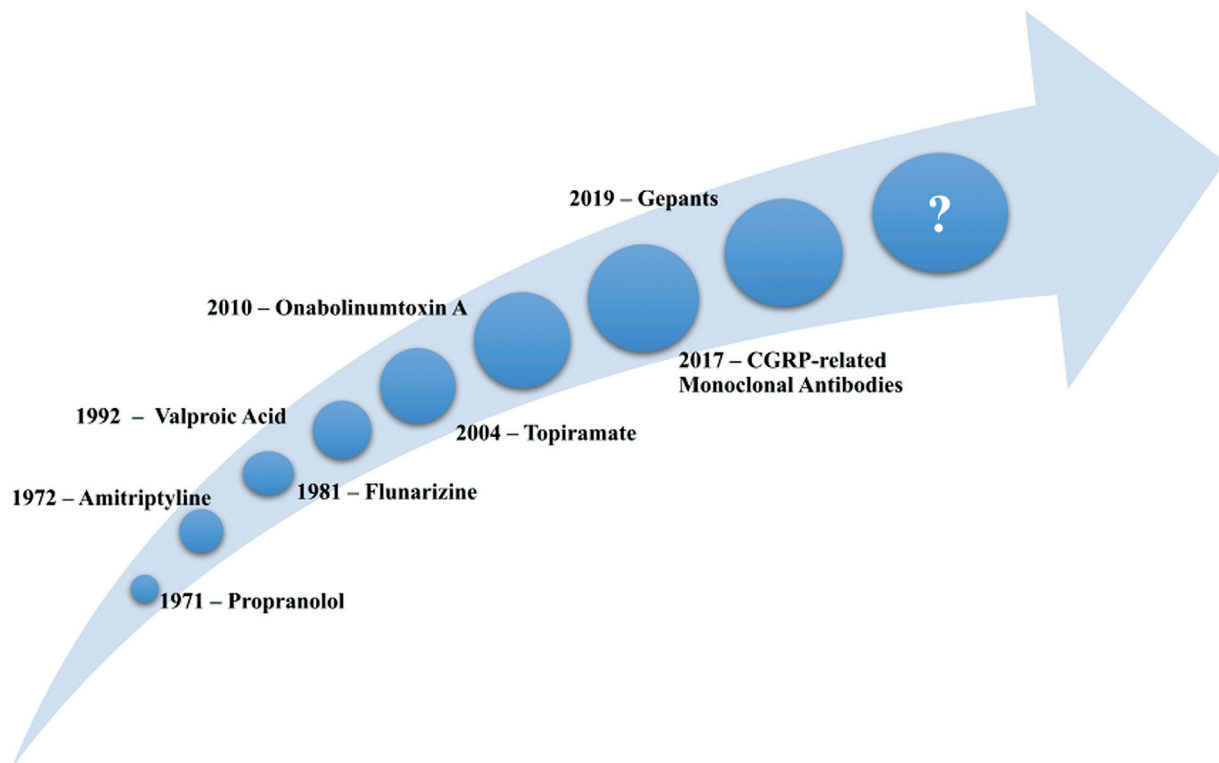 1971 – Propranolol
1972 – Amitriptyline
1981 – Flunarizine
1992 – Valproic Acid
2004 – Topiramate
2010 – Onabolinumtoxin A
2017 – CGRP-related
Monoclonal Antibodies
2019 – Gepants
?